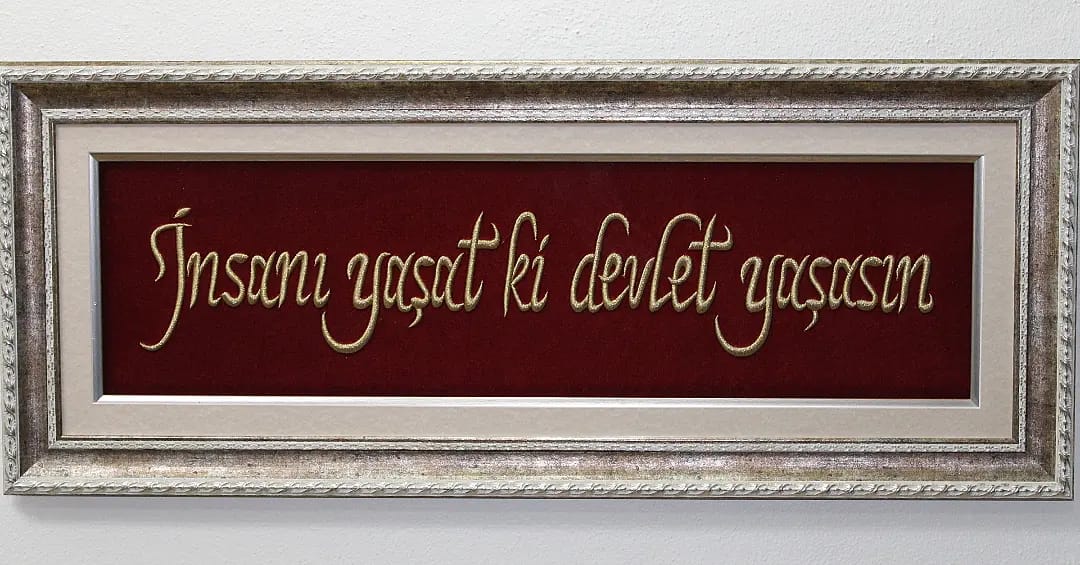 İnsanı yaşat ki devlet yaşasın